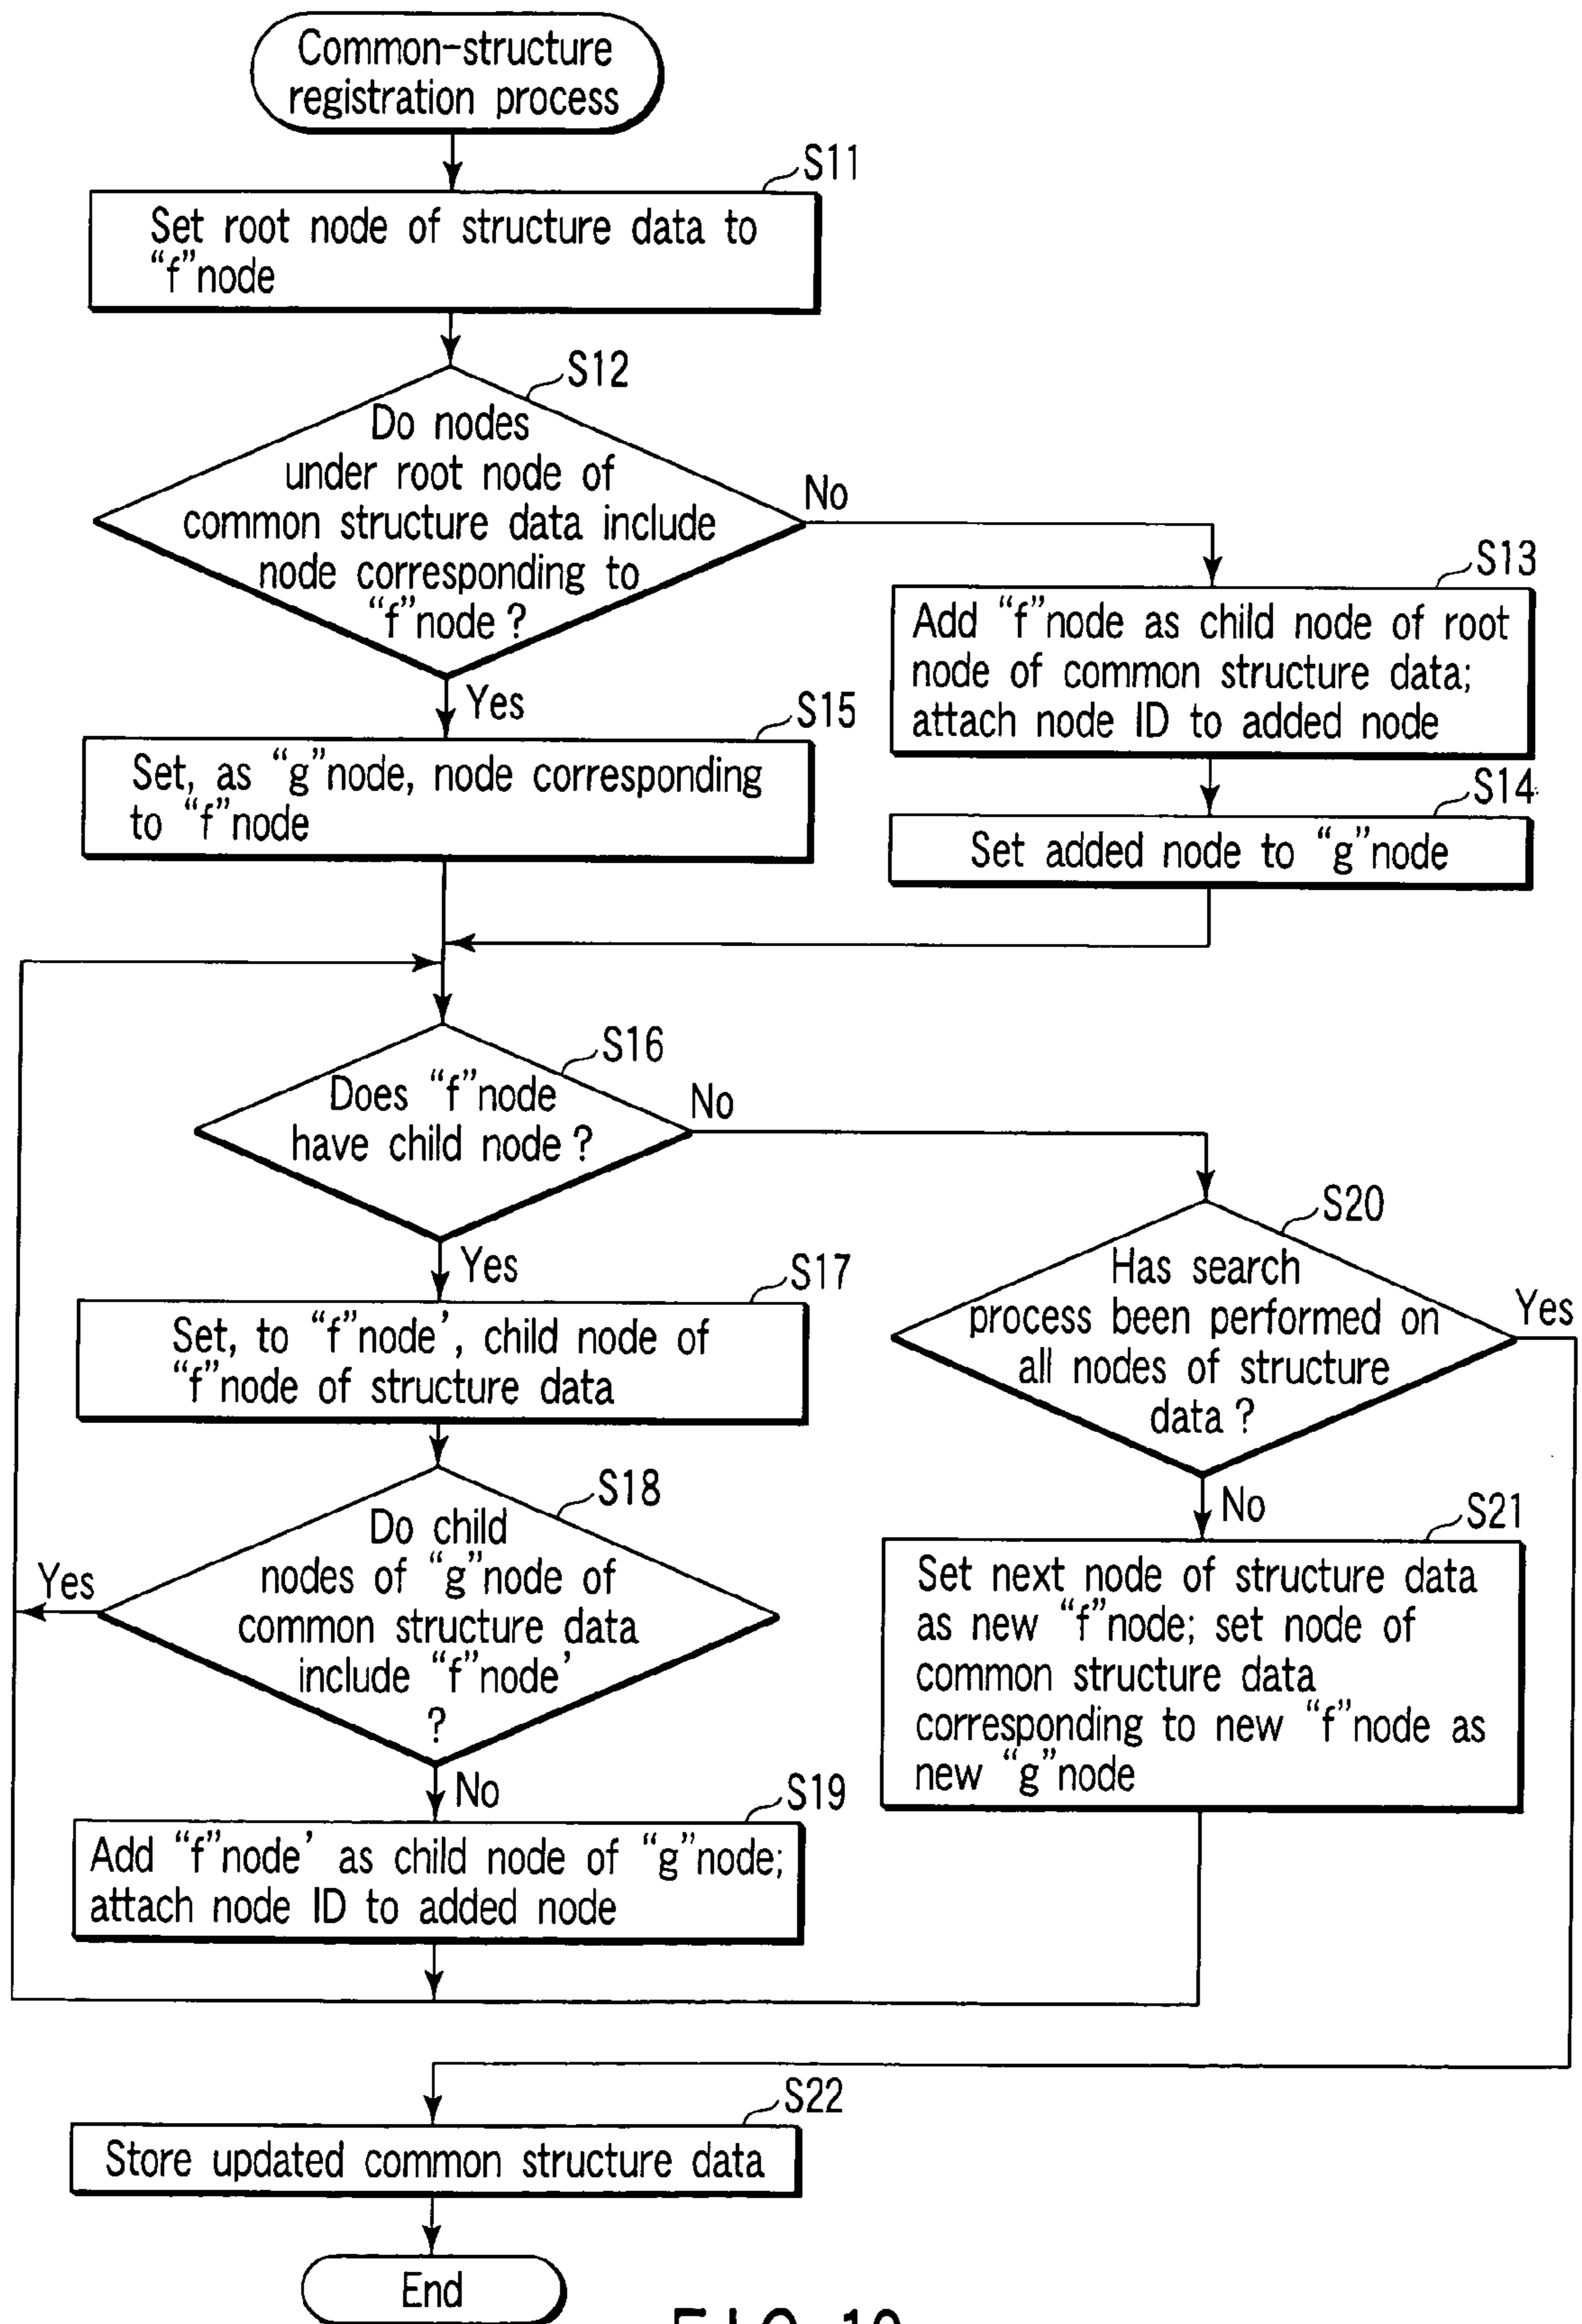 Common-structure
registration process
S11
Set root node of structure data to
“f”node
S12
Do nodes
under root node of
common structure data include
node corresponding to
“f”node ?
No
Yes
S13
Add “f”node as child node of root
node of common structure data;
attach node ID to added node
S14
Set added node to “g”node
S15
Set, as “g”node, node corresponding
to “f”node
S16
Does “f”node
have child node ?
No
Yes
S17
Set, to “f”node’, child node of
“f”node of structure data
S18
Do child
nodes of “g”node of
common structure data
include “f”node’
?
Yes
No
S19
Add “f”node’ as child node of “g”node;
attach node ID to added node
S20
Has search
process been performed on
all nodes of structure
data ?
Yes
No
S21
Set next node of structure data
as new “f”node; set node of
common structure data
corresponding to new “f”node as
new “g”node
S22
Store updated common structure data
End